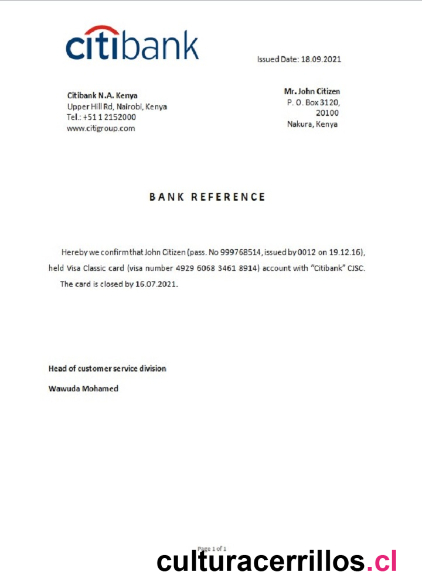 citibank
Issued Date: 18.09.2021
Citibank N.A. Kenya
Upper Hill Rd, Nairobi, Kenya
Tel.: +51 1 2152000
www.citigroup.com
Mr. John Citizen
P. O. Box 3120,
20100
Nakura, Kenya
BANK REFERENCE
Hereby we confirm that John Citizen (pass. No 999768514, issued by 0012 on 19.12.16),
held Visa Classic card (visa number 4929 6068 3461 8914) account with "Citibank" CJSC.
The card is closed by 16.07.2021.
Head of customer service division
Wawuda Mohamed
Page 1 of 1
culturacerrillos.cl